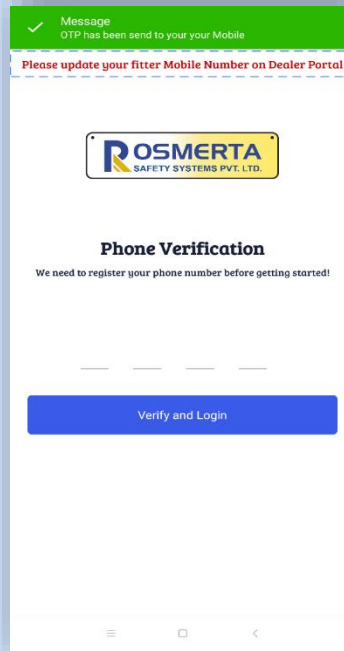 Message
OTP has been send to your your Mobile
Please update your fitter Mobile Number on Dealer Portal
ROSMERTA
SAFETY SYSTEMS PVT. LTD.
Phone Verification
We need to register your phone number before getting started!
Verify and Login